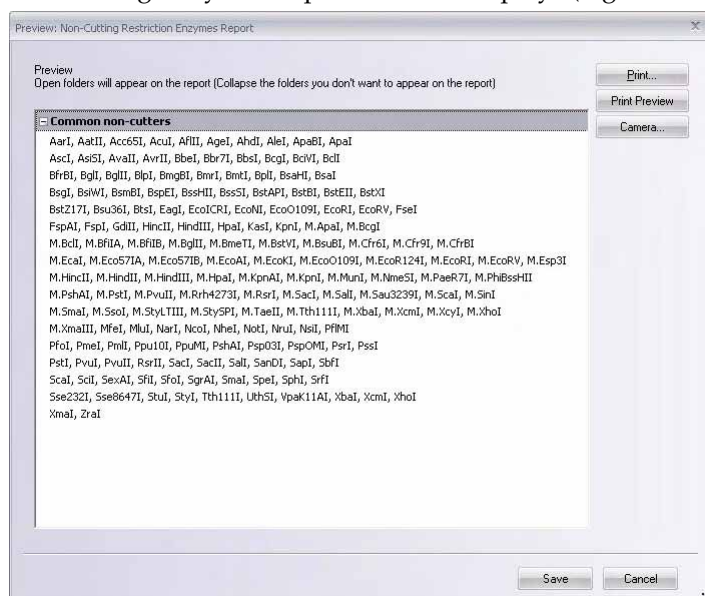 Preview: Non-Cutting Restriction Enzymes Report
Preview
Open folders will appear on the report (Collapse the folders you don't want to appear on the report)
Common non-cutters
AarI, AatII, Acc65I, AcuI, AflII, AgeI, AhdI, AleI, ApaBI, ApaI
AscI, AsiSI, AvaII, AvrII, BbeI, Bbr7I, BbsI, BcgI, BciVI, BclI
BfrBI, BglI, BglII, BlpI, BmgBI, BmrI, BmtI, BplI, BsaHI, BsaI
BsgI, BsiWI, BsmBI, BspEI, BssHII, BssSI, BstAPI, BstBI, BstEII, BstXI
BstZ17I, Bsu36I, BtsI, EagI, EcoICRI, EcoNI, EcoO109I, EcoRI, EcoRV, FseI
FspAI, FspI, GdiII, HincII, HindIII, HpaI, KasI, KpnI, M.ApaI, M.BcgI
M.BclI, M.BfiIA, M.BfiIB, M.BglII, M.BmeTI, M.BstVI, M.BsuBI, M.Cfr6I, M.Cfr9I, M.CfrBI
M.EcaI, M.Eco57IA, M.Eco57IB, M.EcoAI, M.EcoKI, M.EcoO109I, M.EcoR124I, M.EcoRI, M.EcoRV, M.Esp3I
M.HincII, M.HindII, M.HindIII, M.HpaI, M.KpnAI, M.KpnI, M.MunI, M.NmeSI, M.PaeR7I, M.PhiBssHII
M.PshAI, M.PstI, M.PvuII, M.Rrh4273I, M.RsrI, M.SacI, M.SalI, M.Sau3239I, M.ScaI, M.SinI
M.SmaI, M.SsoI, M.StyLTIII, M.StySPI, M.TaeII, M.Tth111I, M.XbaI, M.XcmI, M.XcyI, M.XhoI
M.XmaIII, MfeI, MluI, NarI, NcoI, NheI, NotI, NruI, NsiI, PflMI
PfoI, PmeI, PmlI, Ppu10I, PpuMI, PshAI, Psp03I, PspOMI, PsrI, PssI
PstI, PvuI, PvuII, RsrII, SacI, SacII, SalI, SanDI, SapI, SbfI
ScaI, SciI, SexAI, SfiI, SfoI, SgrAI, SmaI, SpeI, SphI, SrfI
Sse232I, Sse8647I, StuI, StyI, Tth111I, UthSI, VpaK11AI, XbaI, XcmI, XhoI
XmaI, ZraI
Print...
Print Preview
Camera...
Save
Cancel